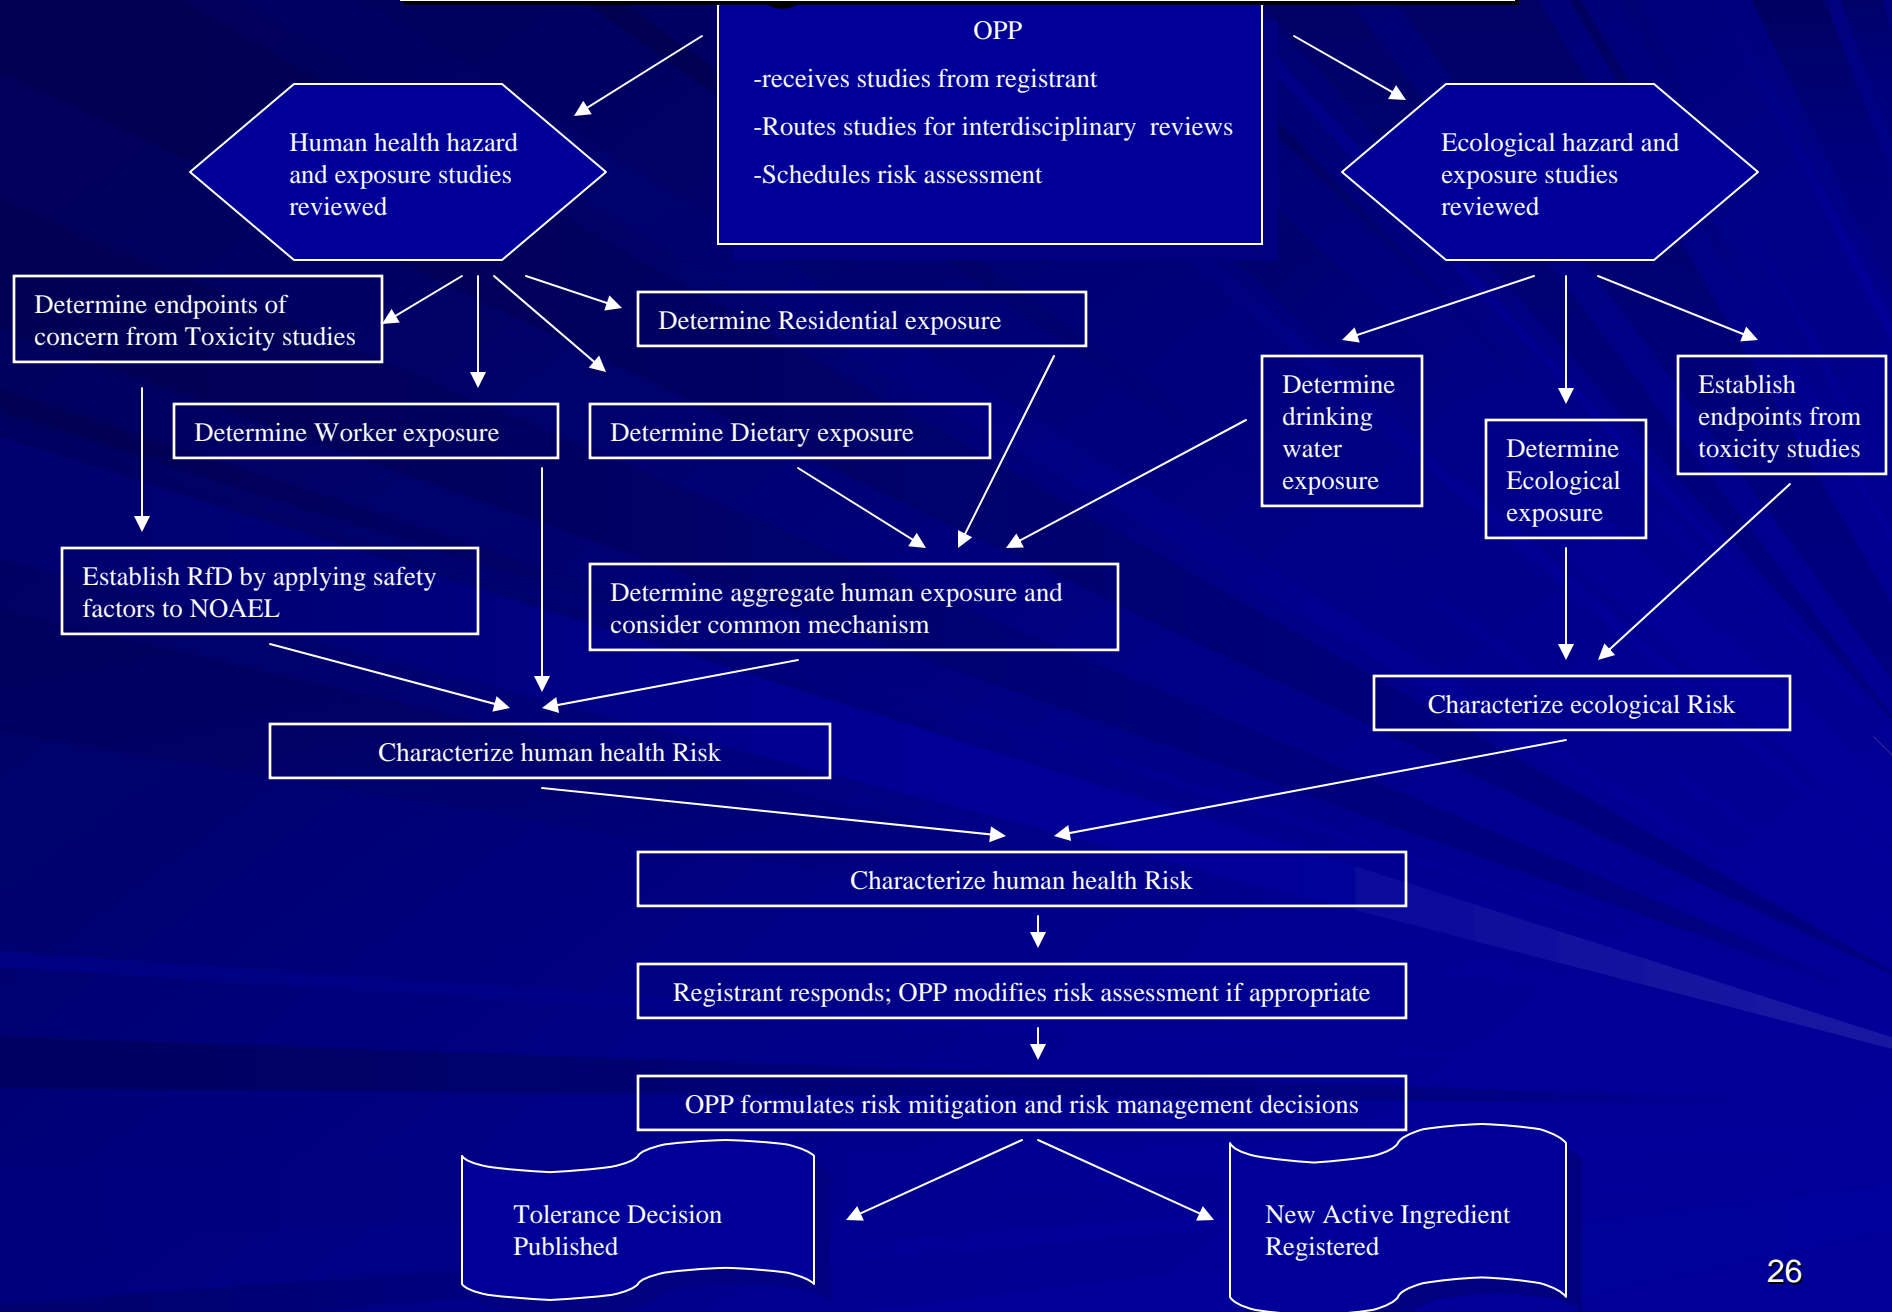 OPP
-receives studies from registrant
-Routes studies for interdisciplinary reviews
-Schedules risk assessment
Human health hazard
and exposure studies
reviewed
Ecological hazard and
exposure studies
reviewed
Determine endpoints of
concern from Toxicity studies
Determine Residential exposure
Determine Worker exposure
Determine Dietary exposure
Determine
drinking
water
exposure
Determine
Ecological
exposure
Establish
endpoints from
toxicity studies
Establish RfD by applying safety
factors to NOAEL
Determine aggregate human exposure and
consider common mechanism
Characterize ecological Risk
Characterize human health Risk
Characterize human health Risk
Registrant responds; OPP modifies risk assessment if appropriate
OPP formulates risk mitigation and risk management decisions
Tolerance Decision
Published
New Active Ingredient
Registered
26